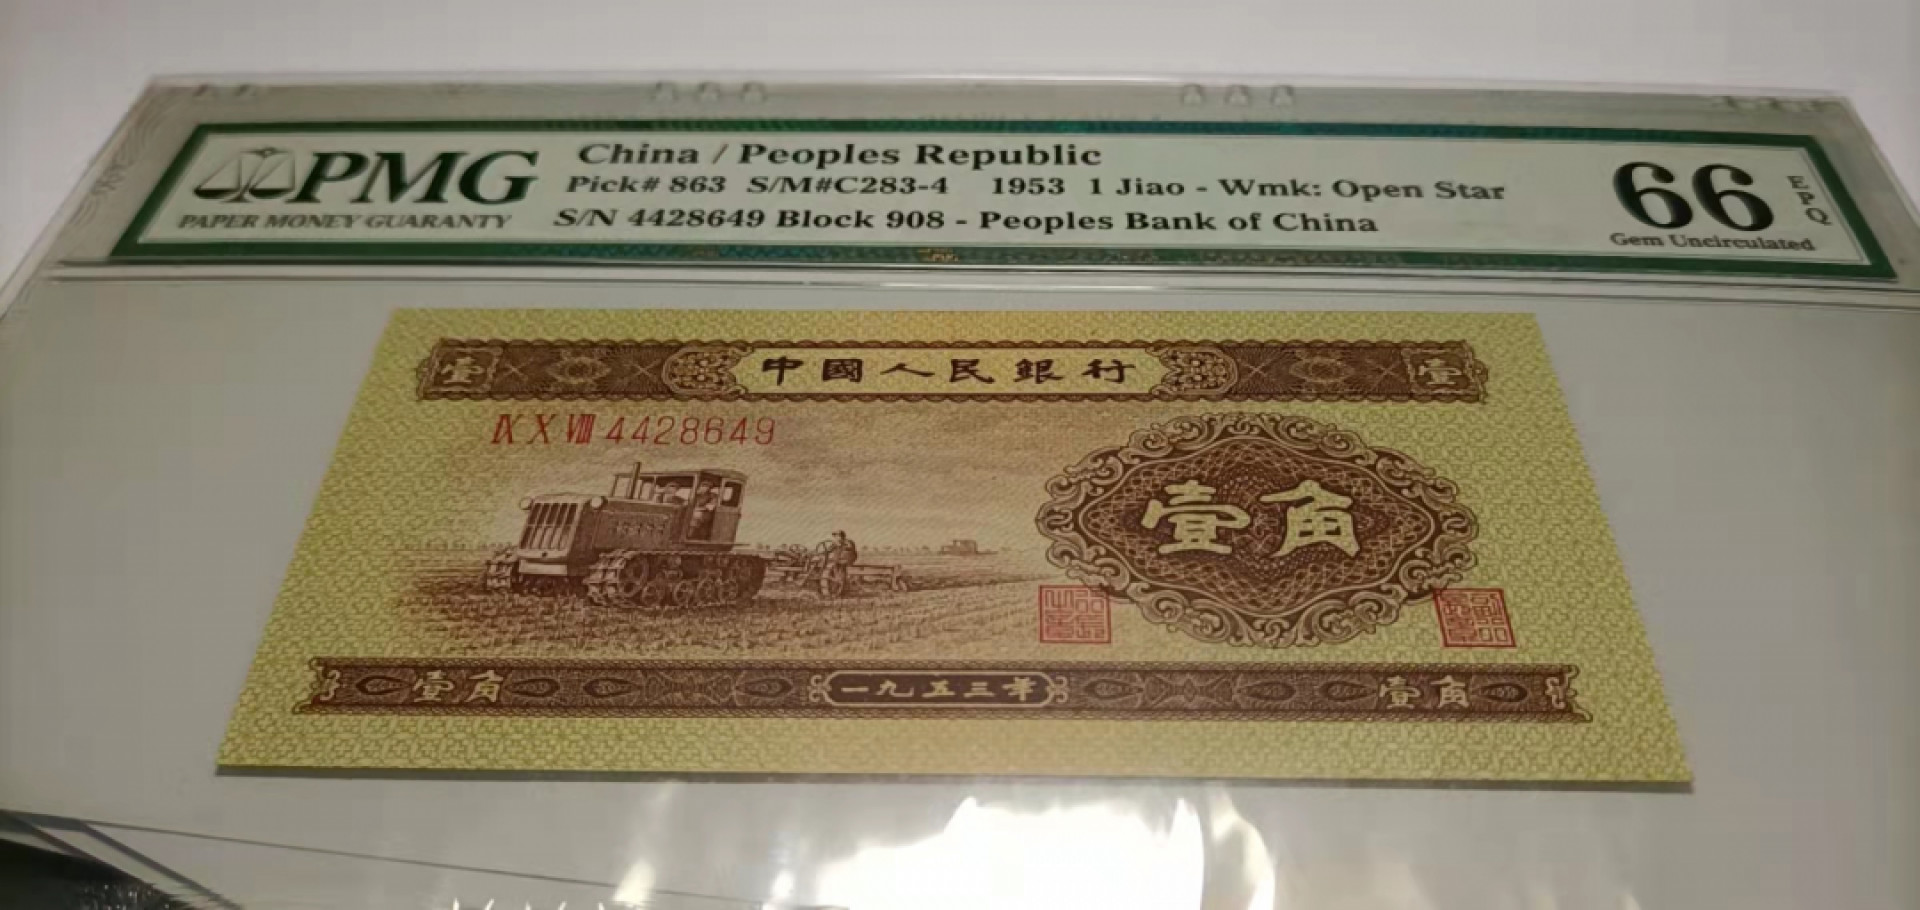 PMG
PAPER MONEY GUARANTY
China / Peoples Republic
Pick# 863 S/M#C283-4 1953 1 Jiao - Wmk: Open Star
S/N 4428649 Block 908 - Peoples Bank of China
66
EPQ
Gem Uncirculated
壹 中國人民銀行 壹
Ⅸ Ⅹ Ⅷ 4428649
壹角
壹角 一九五三年 壹角